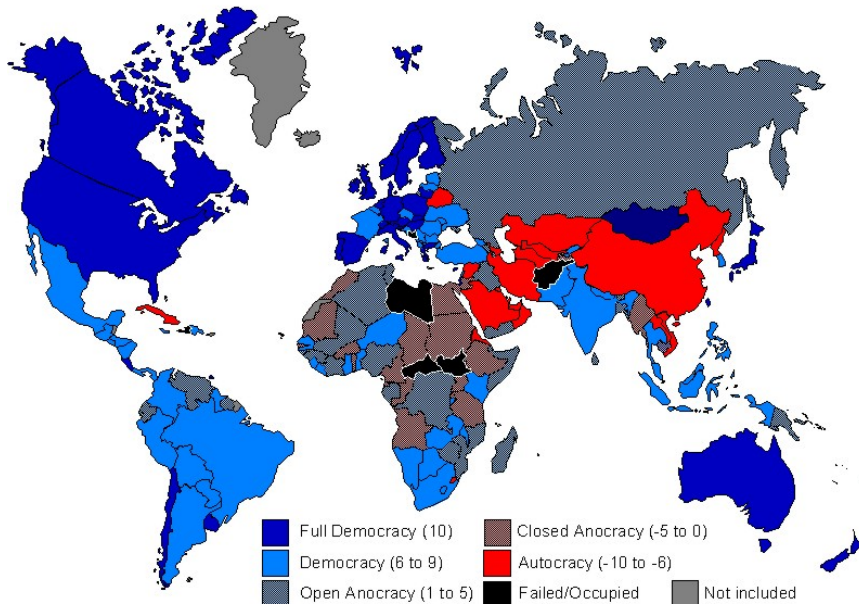 Full Democracy (10) Closed Anocracy (-5 to 0)
Democracy (6 to 9) Autocracy (-10 to -6)
Open Anocracy (1 to 5) Failed/Occupied Not included